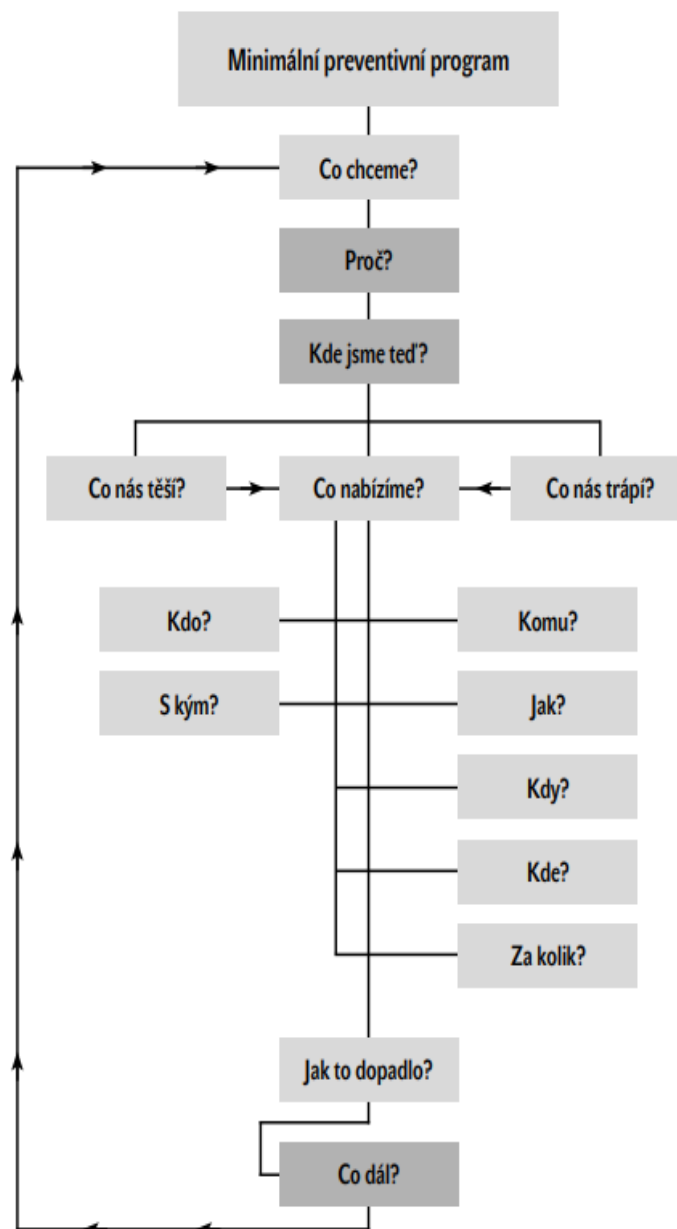 Minimální preventivní program
Co chceme?
Proč?
Kde jsme teď?
Co nás těší?
Co nabízíme?
Co nás trápí?
Kdo?
Komu?
S kým?
Jak?
Kdy?
Kde?
Za kolik?
Jak to dopadlo?
Co dál?